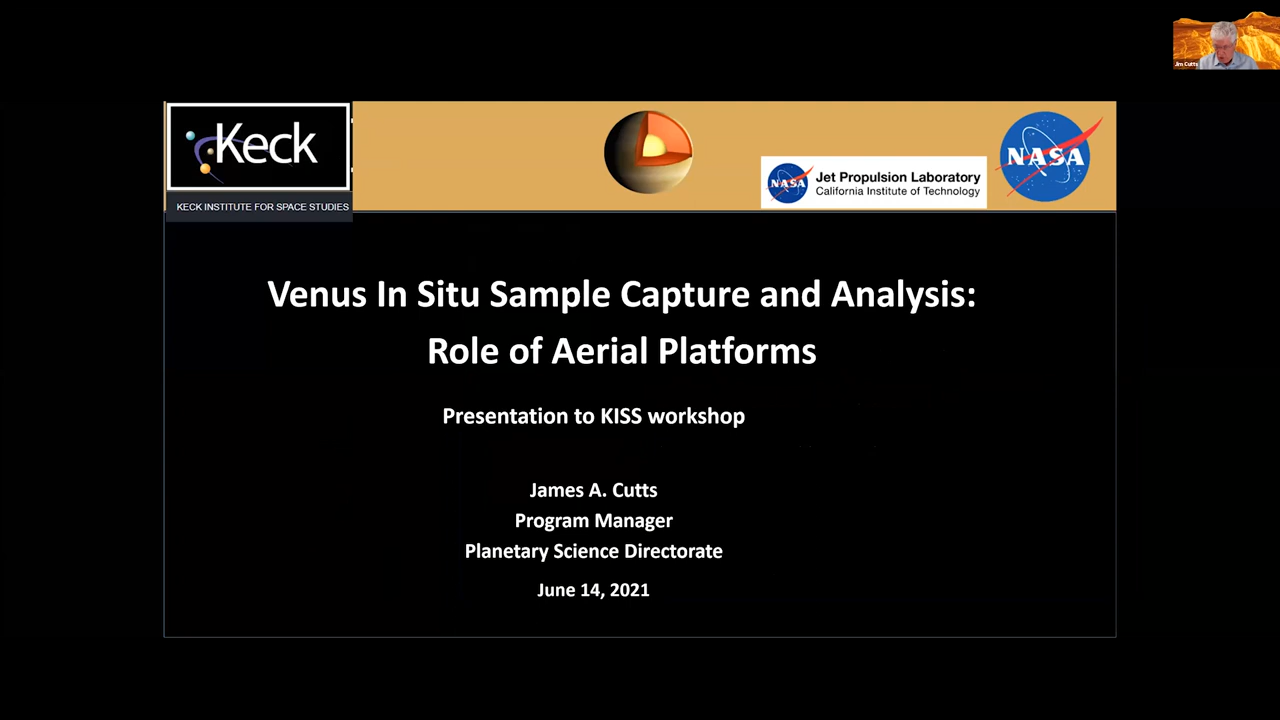 Jim Cutts
Keck
KECK INSTITUTE FOR SPACE STUDIES
NASA
Jet Propulsion Laboratory
California Institute of Technology
NASA
Venus In Situ Sample Capture and Analysis:
Role of Aerial Platforms
Presentation to KISS workshop
James A. Cutts
Program Manager
Planetary Science Directorate
June 14, 2021